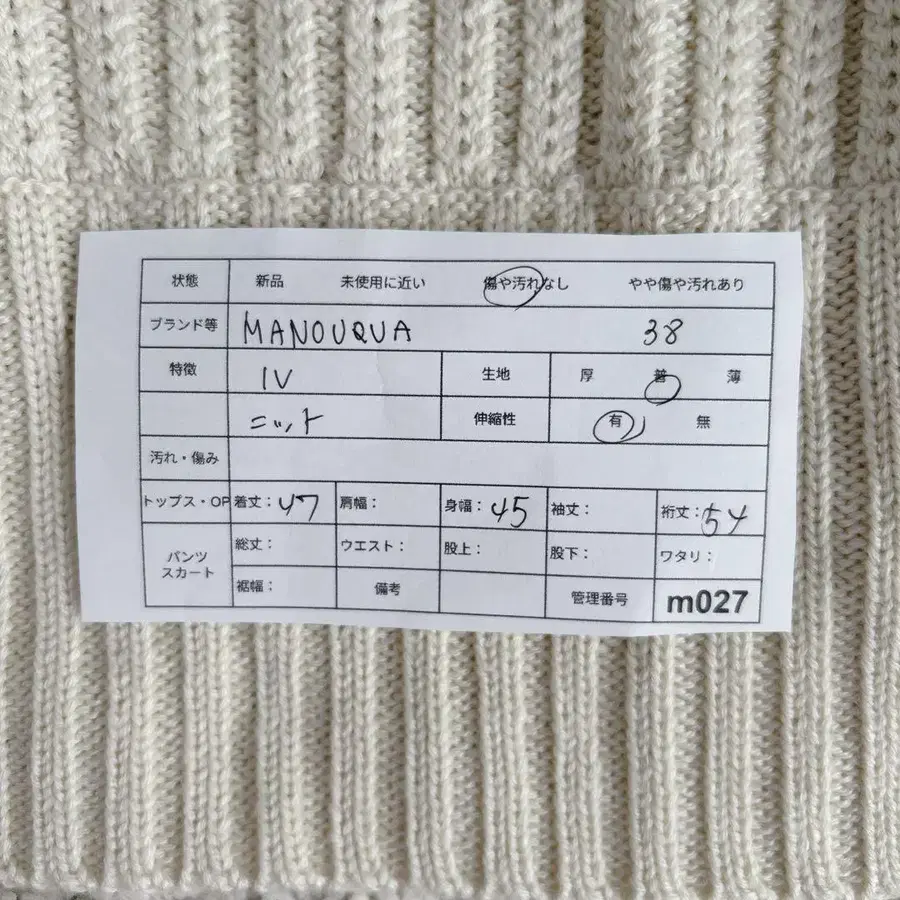 状態 新品 未使用に近い 傷や汚れなし やや傷や汚れあり
ブランド等 MANOUQUA 38
特徴 IV 生地 厚 普 薄
ニット 伸縮性 有 無
汚れ・傷み
トップス・OP 着丈：47 肩幅： 身幅：45 袖丈： 裄丈：54
パンツ スカート 総丈： ウエスト： 股上： 股下： ワタリ：
裾幅： 備考 管理番号 m027